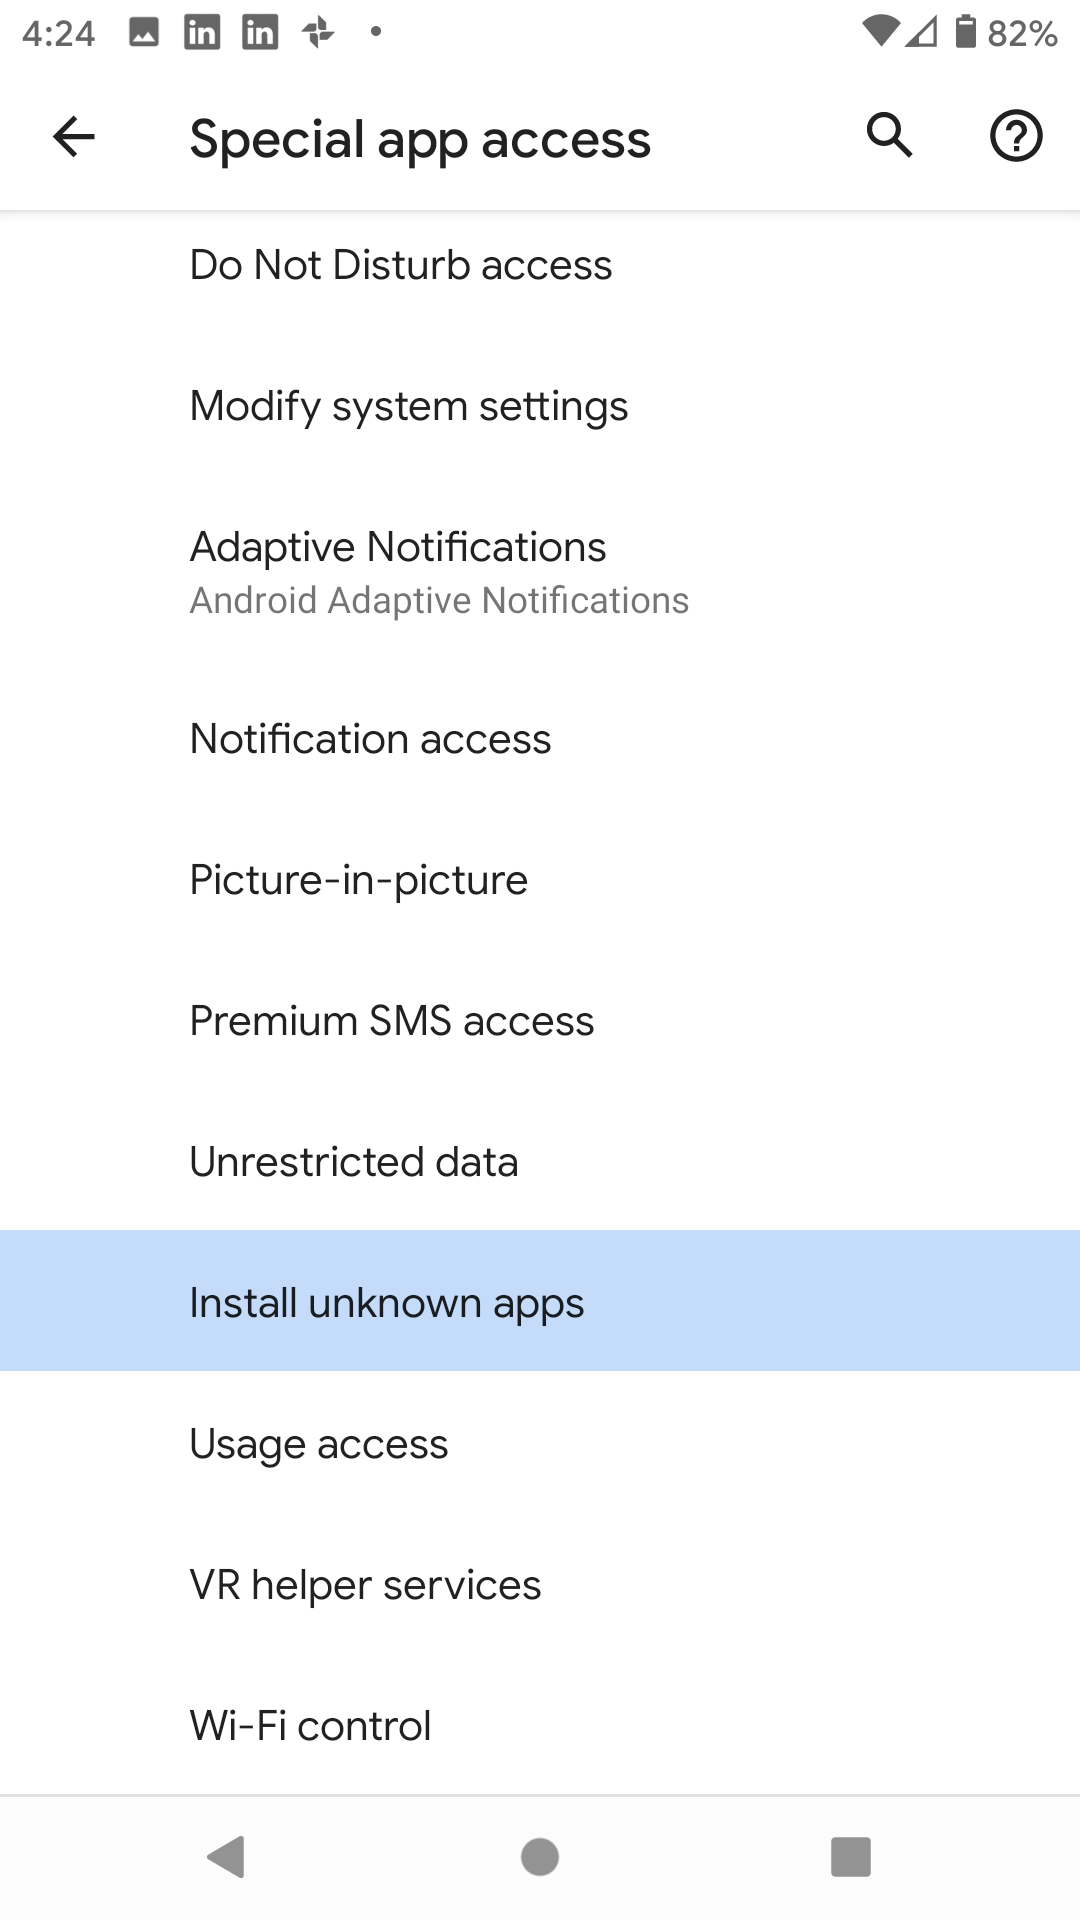 4:24 in in 82%
Special app access
Do Not Disturb access
Modify system settings
Adaptive Notifications
Android Adaptive Notifications
Notification access
Picture-in-picture
Premium SMS access
Unrestricted data
Install unknown apps
Usage access
VR helper services
Wi-Fi control